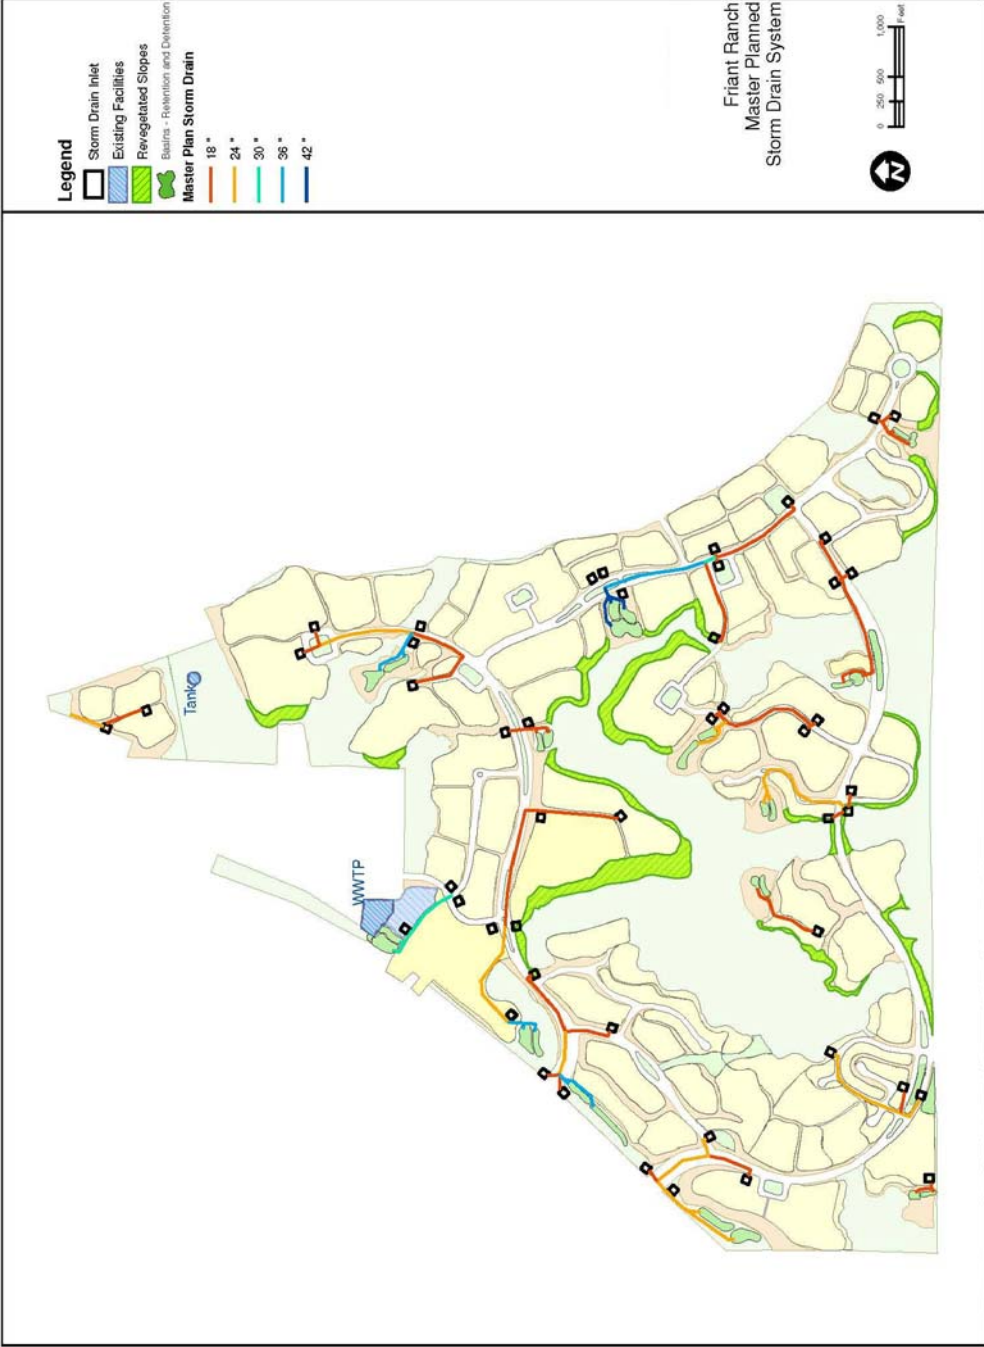 Legend
Storm Drain Inlet
Existing Facilities
Revegetated Slopes
Basins - Retention and Detention
Master Plan Storm Drain
18 "
24 "
30 "
36 "
42 "
Friant Ranch
Master Planned
Storm Drain System
0 250 500 1,000
Feet
N
Tank
WWTP